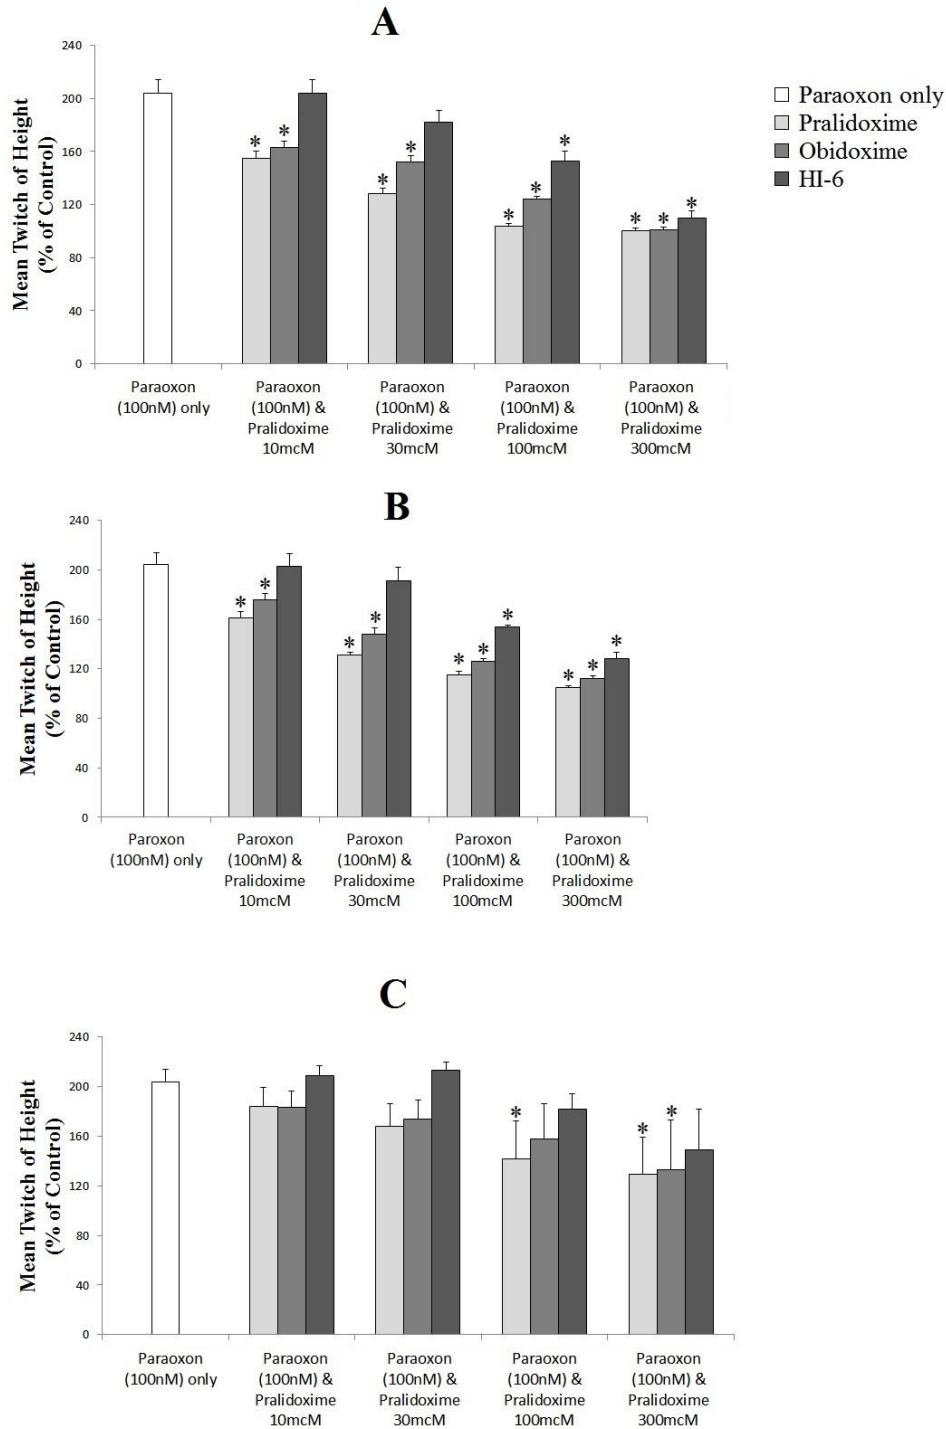 A
240
200
160
120
80
40
0
Mean Twitch of Height
(% of Control)
* * * * * * * * * *
Paraoxon only
Pralidoxime
Obidoxime
HI-6
Paraoxon
(100nM) only
Paraoxon
(100nM) &
Pralidoxime
10mcM
Paraoxon
(100nM) &
Pralidoxime
30mcM
Paraoxon
(100nM) &
Pralidoxime
100mcM
Paraoxon
(100nM) &
Pralidoxime
300mcM
B
240
200
160
120
80
40
0
Mean Twitch of Height
(% of Control)
* * * * * * * * * *
Paroxon
(100nM) only
Paroxon
(100nM) &
Pralidoxime
10mcM
Paroxon
(100nM) &
Pralidoxime
30mcM
Paroxon
(100nM) &
Pralidoxime
100mcM
Paroxon
(100nM) &
Pralidoxime
300mcM
C
240
200
160
120
80
40
0
Mean Twitch of Height
(% of Control)
* * *
Paraoxon
(100nM) only
Paraoxon
(100nM) &
Pralidoxime
10mcM
Paraoxon
(100nM) &
Pralidoxime
30mcM
Paraoxon
(100nM) &
Pralidoxime
100mcM
Paraoxon
(100nM) &
Pralidoxime
300mcM